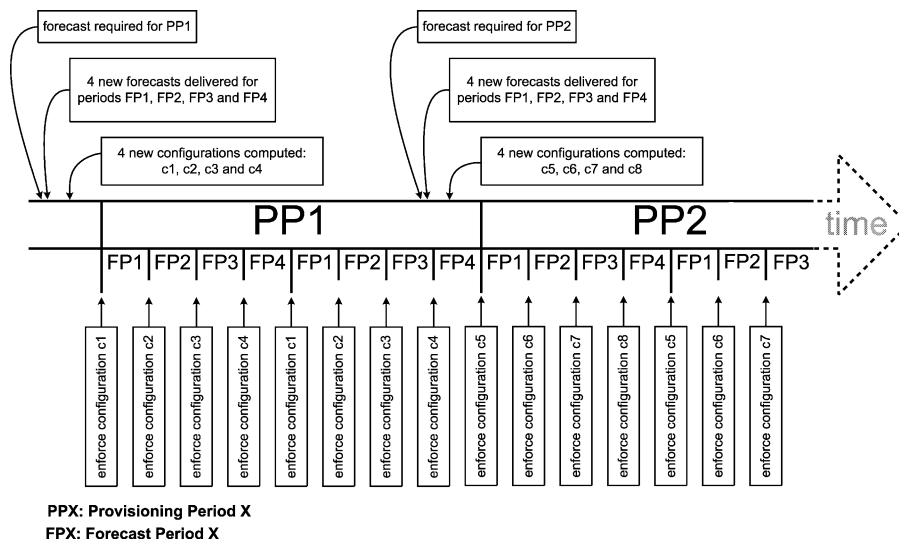 forecast required for PP1
forecast required for PP2
4 new forecasts delivered for
periods FP1, FP2, FP3 and FP4
4 new forecasts delivered for
periods FP1, FP2, FP3 and FP4
4 new configurations computed:
c1, c2, c3 and c4
4 new configurations computed:
c5, c6, c7 and c8
PP1
PP2
time
FP1 FP2 FP3 FP4 FP1 FP2 FP3 FP4 FP1 FP2 FP3 FP4 FP1 FP2 FP3
enforce configuration c1
enforce configuration c2
enforce configuration c3
enforce configuration c4
enforce configuration c1
enforce configuration c2
enforce configuration c3
enforce configuration c4
enforce configuration c5
enforce configuration c6
enforce configuration c7
enforce configuration c8
enforce configuration c5
enforce configuration c6
enforce configuration c7
PPX: Provisioning Period X
FPX: Forecast Period X